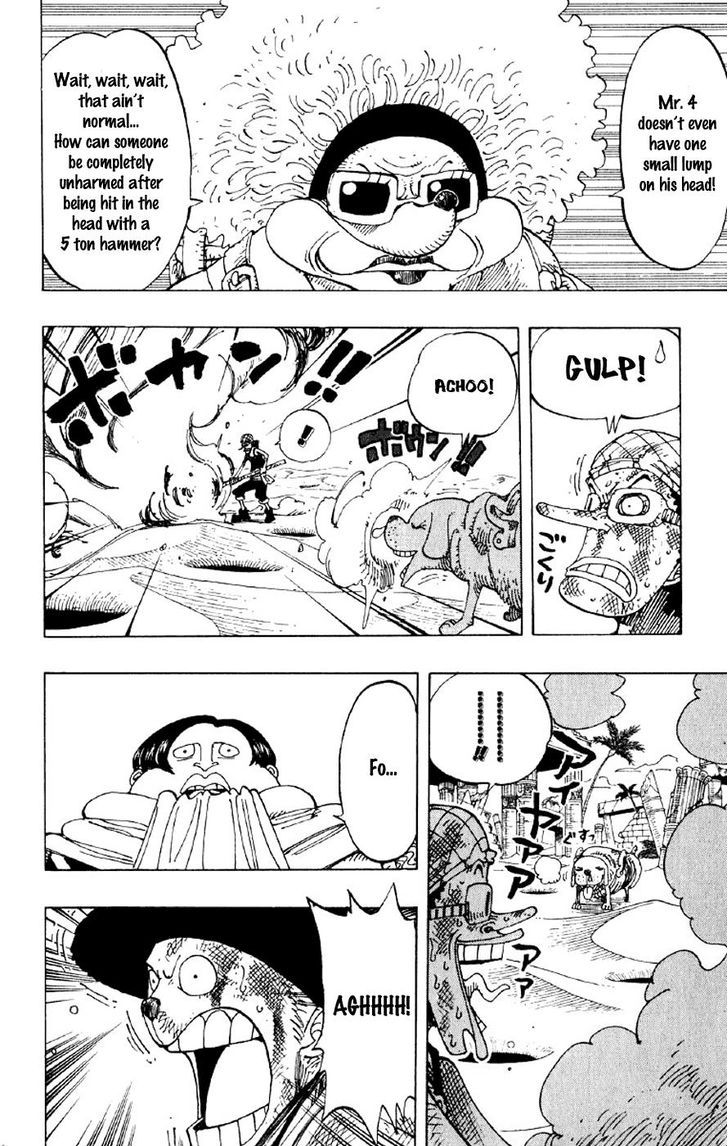 Mr. 4
doesn't even
have one
small lump
on his head!
Wait, wait, wait,
that ain't
normal...
How can someone
be completely
unharmed after
being hit in the
head with a
5 ton hammer?
GULP!
ごくり
ACHOO!
ボウン!!
!
ボカン!!
..........!!
アイヤアアアア
Fo...
AGHHHH!